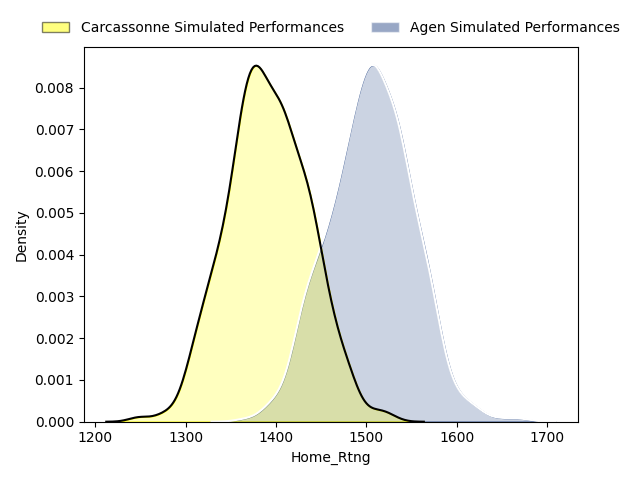 Carcassonne Simulated Performances
Agen Simulated Performances
0.008
0.007
0.006
0.005
0.004
0.003
0.002
0.001
0.000
Density
1200 1300 1400 1500 1600 1700
Home_Rtng